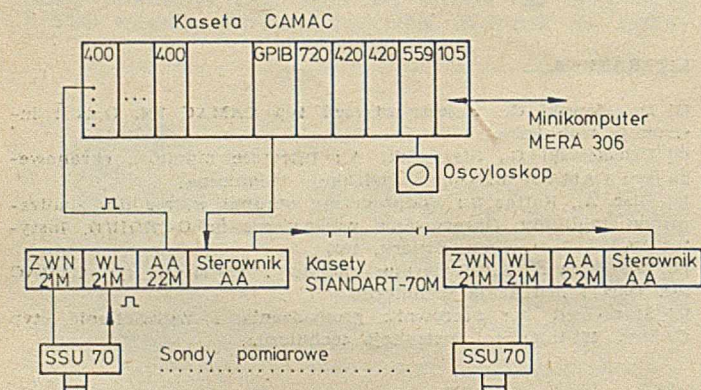 Kaseta CAMAC
400 ... 400 GPIB 720 420 420 559 105
Minikomputer
MERA 306
Oscyloskop
ZWN 21M
WL 21M
AA 22M
Sterownik AA
Kasety
STANDART-70M
ZWN 21M
WL 21M
AA 22M
Sterownik AA
SSU 70
Sondy pomiarowe
SSU 70